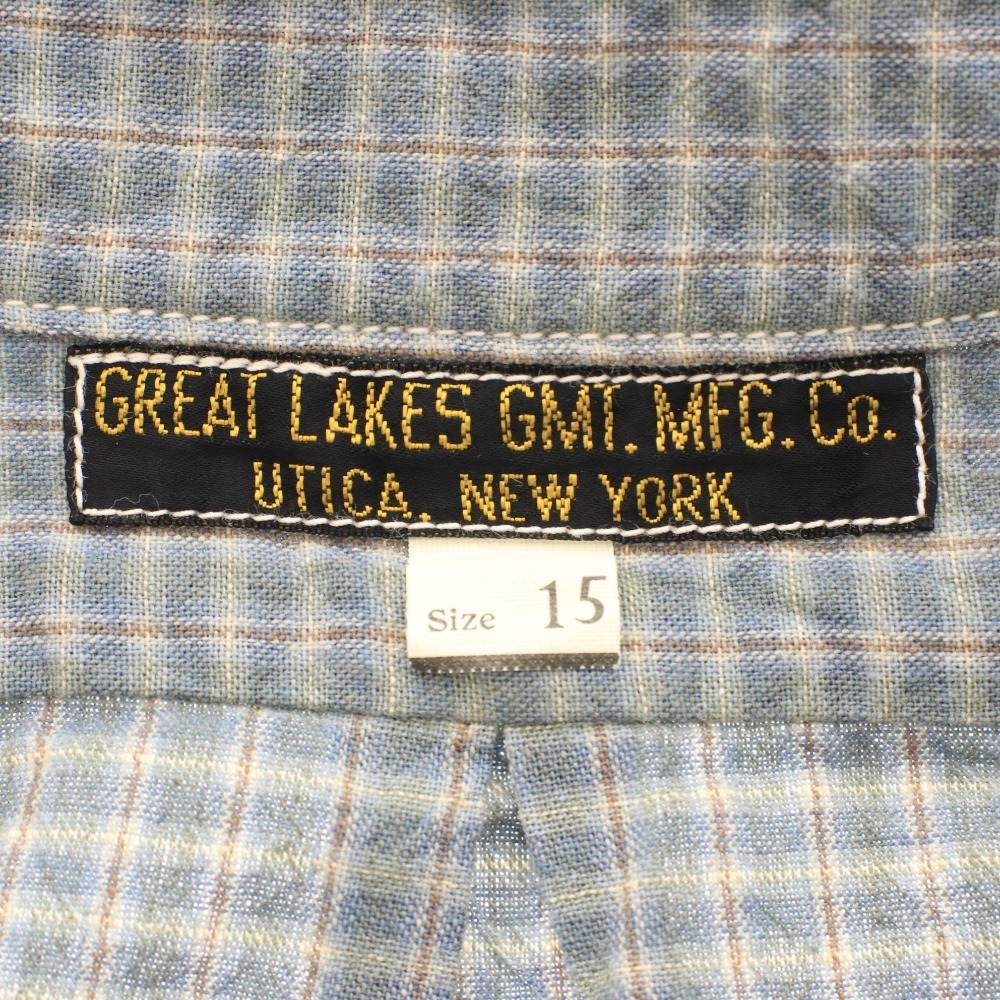 GREAT LAKES GMT. MFG. Co.
UTICA. NEW YORK
Size 15